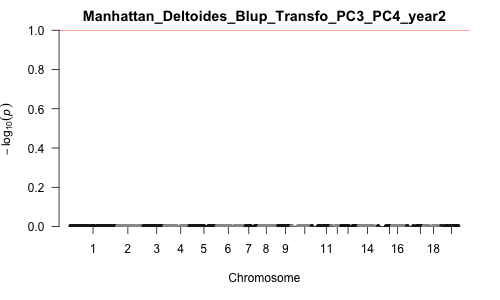 Manhattan_Deltoides_Blup_Transfo_PC3_PC4_year2
1.0
0.8
0.6
0.4
0.2
0.0
− log10(p)
1 2 3 4 5 6 7 8 9 11 14 16 18
Chromosome